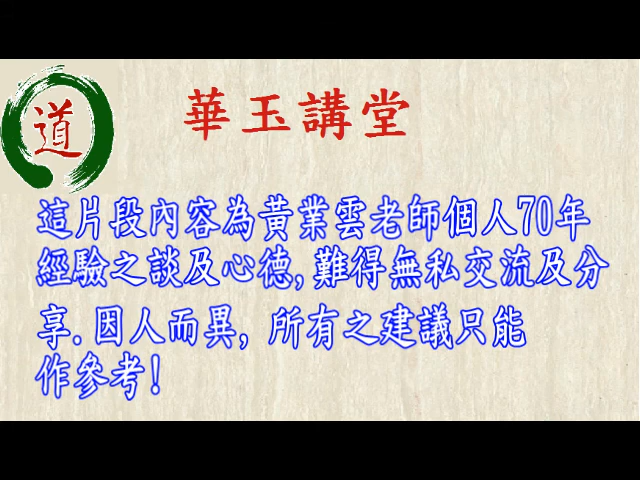 道
華玉講堂
這片段內容為黃業雲老師個人70年
經驗之談及心德,難得無私交流及分
享.因人而異,所有之建議只能
作參考!